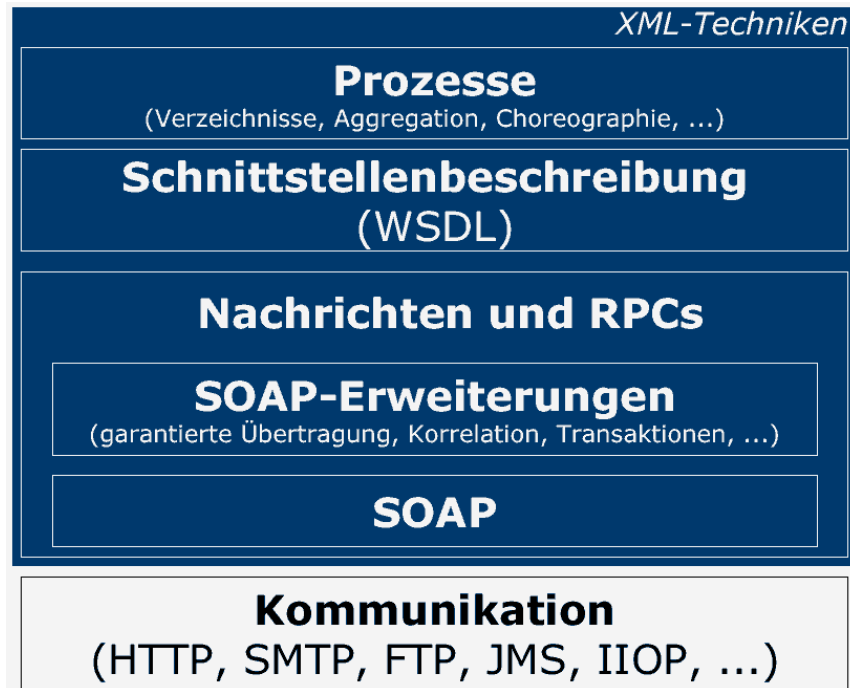 XML-Techniken
Prozesse
(Verzeichnisse, Aggregation, Choreographie, ...)
Schnittstellenbeschreibung
(WSDL)
Nachrichten und RPCs
SOAP-Erweiterungen
(garantierte Übertragung, Korrelation, Transaktionen, ...)
SOAP
Kommunikation
(HTTP, SMTP, FTP, JMS, IIOP, ...)